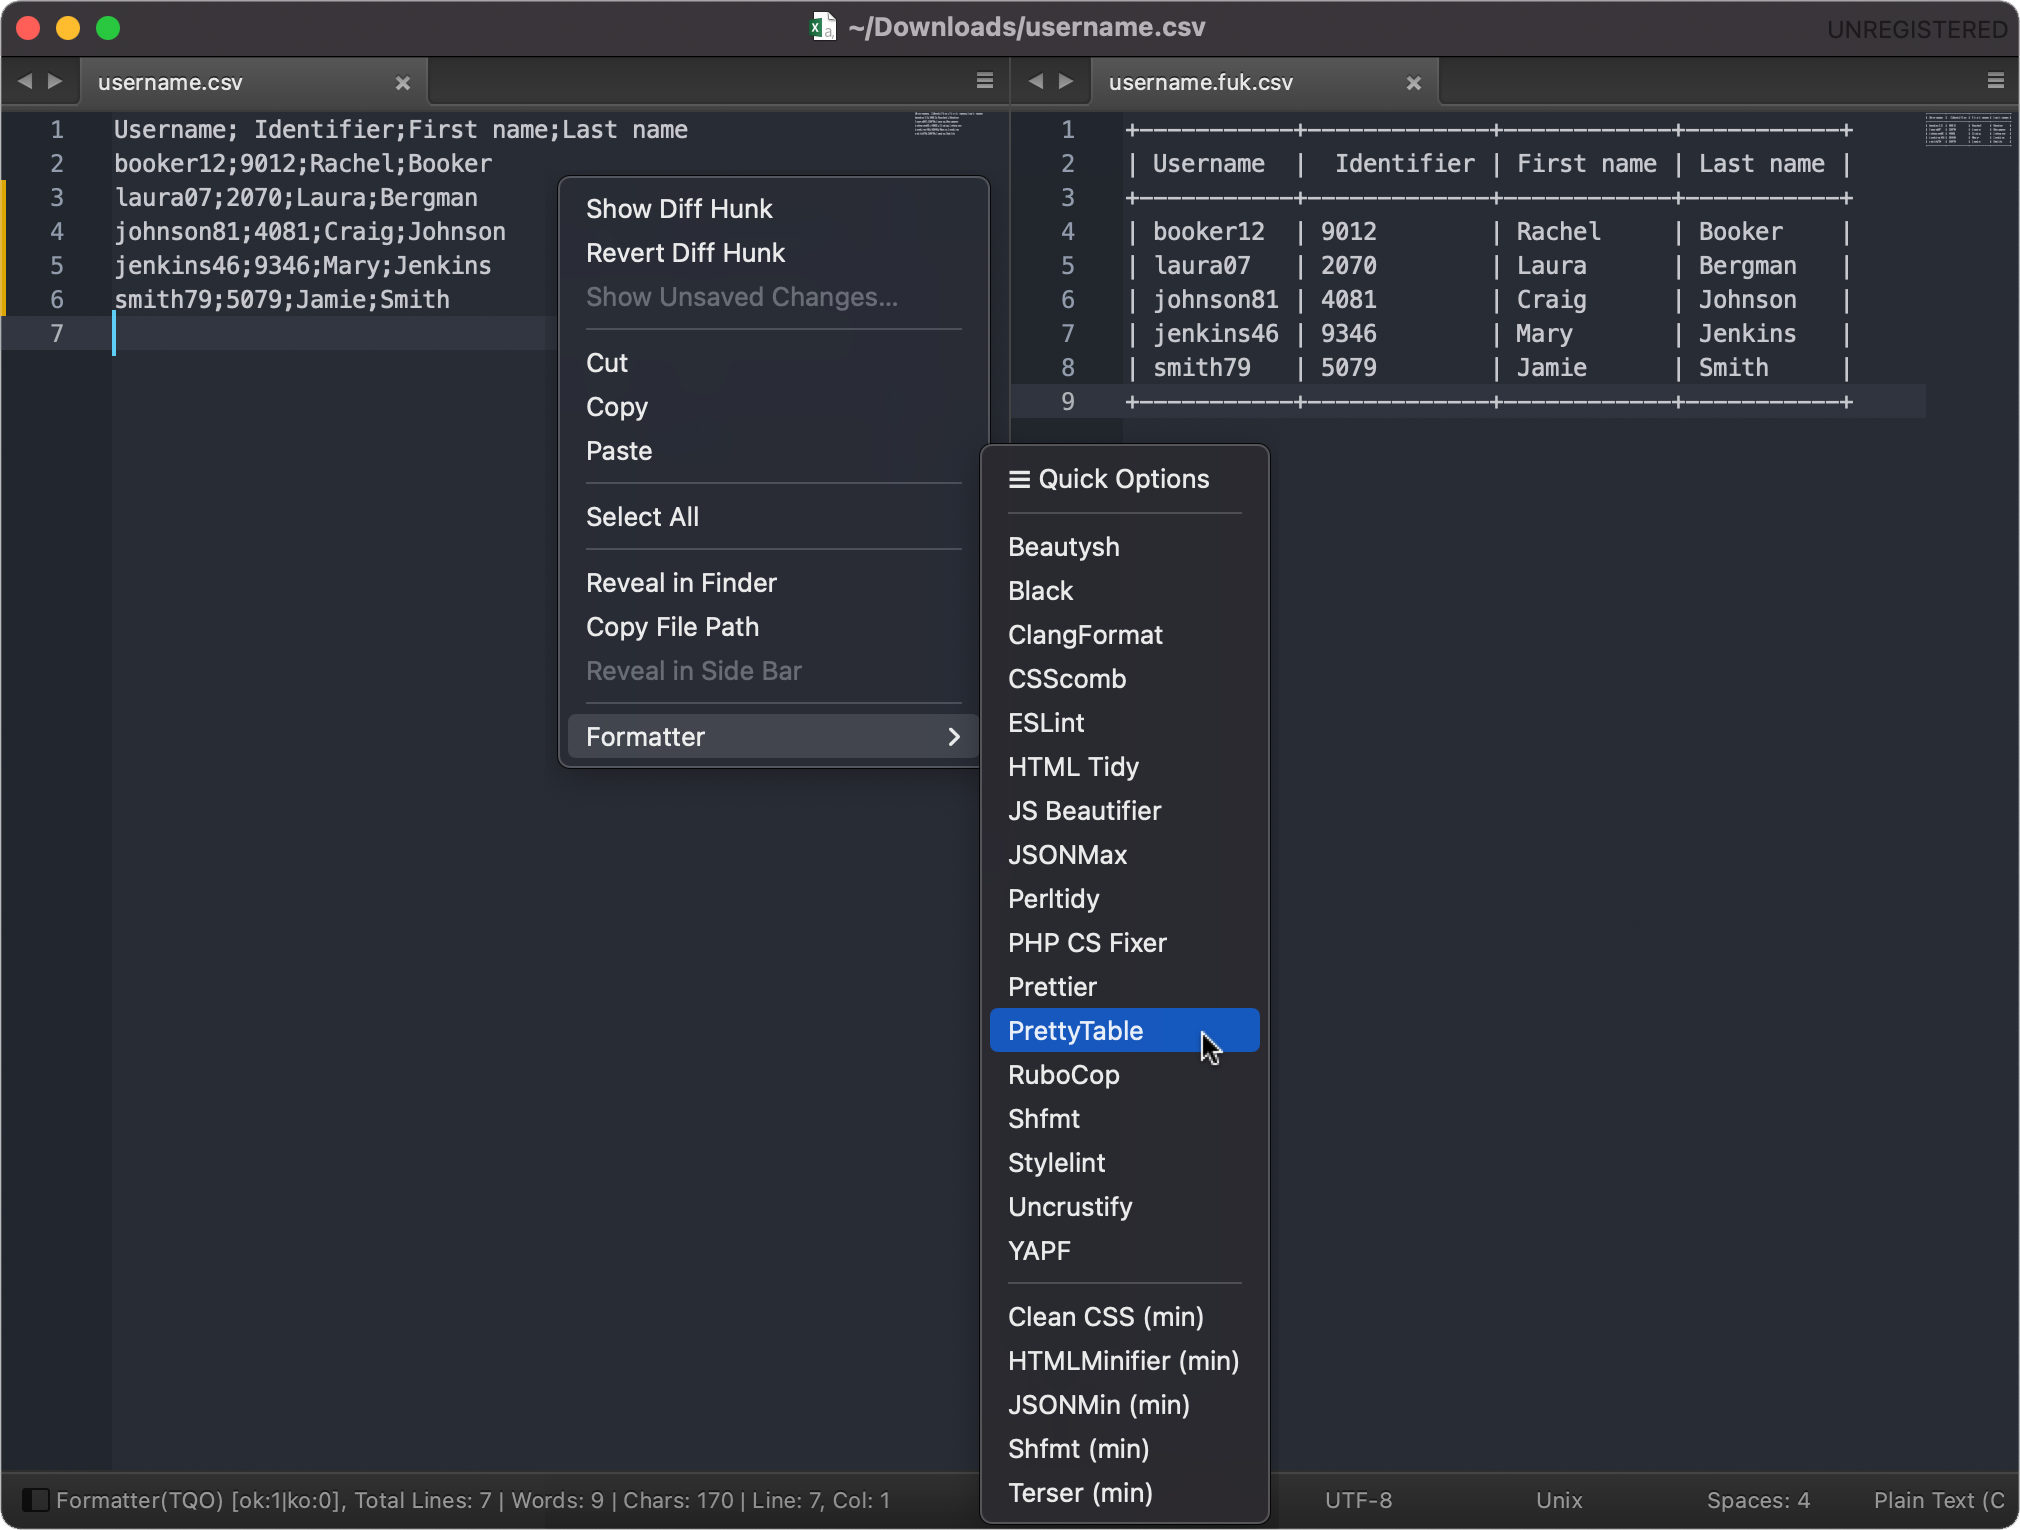 ~/Downloads/username.csv
UNREGISTERED
username.csv
1 Username; Identifier;First name;Last name
2 booker12;9012;Rachel;Booker
3 laura07;2070;Laura;Bergman
4 johnson81;4081;Craig;Johnson
5 jenkins46;9346;Mary;Jenkins
6 smith79;5079;Jamie;Smith
7
username.fuk.csv
1 +-----------+-------------+------------+-----------+
2 | Username  |  Identifier | First name | Last name |
3 +-----------+-------------+------------+-----------+
4 | booker12  | 9012        | Rachel     | Booker    |
5 | laura07   | 2070        | Laura      | Bergman   |
6 | johnson81 | 4081        | Craig      | Johnson   |
7 | jenkins46 | 9346        | Mary       | Jenkins   |
8 | smith79   | 5079        | Jamie      | Smith     |
9 +-----------+-------------+------------+-----------+
Show Diff Hunk
Revert Diff Hunk
Show Unsaved Changes...
Cut
Copy
Paste
Select All
Reveal in Finder
Copy File Path
Reveal in Side Bar
Formatter
Quick Options
Beautysh
Black
ClangFormat
CSScomb
ESLint
HTML Tidy
JS Beautifier
JSONMax
Perltidy
PHP CS Fixer
Prettier
PrettyTable
RuboCop
Shfmt
Stylelint
Uncrustify
YAPF
Clean CSS (min)
HTMLMinifier (min)
JSONMin (min)
Shfmt (min)
Terser (min)
Formatter(TQO) [ok:1|ko:0], Total Lines: 7 | Words: 9 | Chars: 170 | Line: 7, Col: 1
UTF-8
Unix
Spaces: 4
Plain Text (C